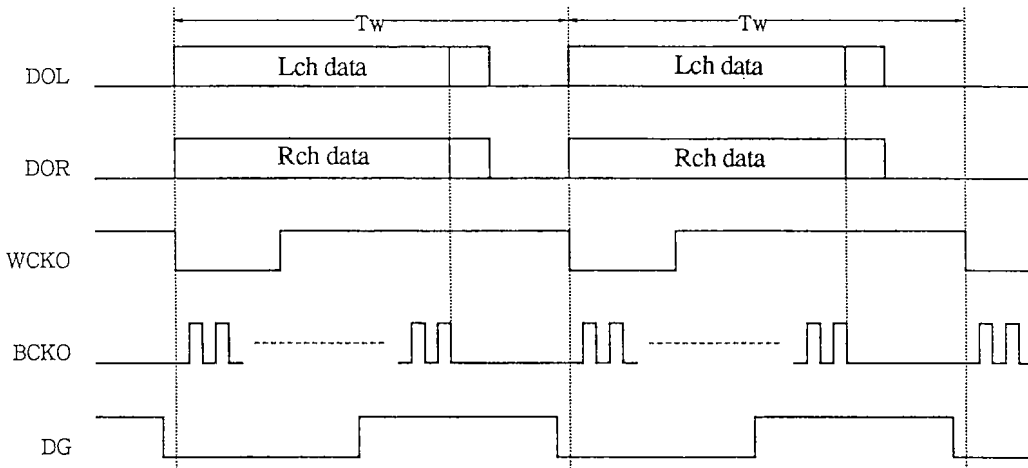 Tw Tw
DOL Lch data Lch data
DOR Rch data Rch data
WCKO
BCKO
DG